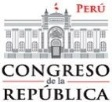 PERÚ
CONGRESO
de la
REPÚBLICA